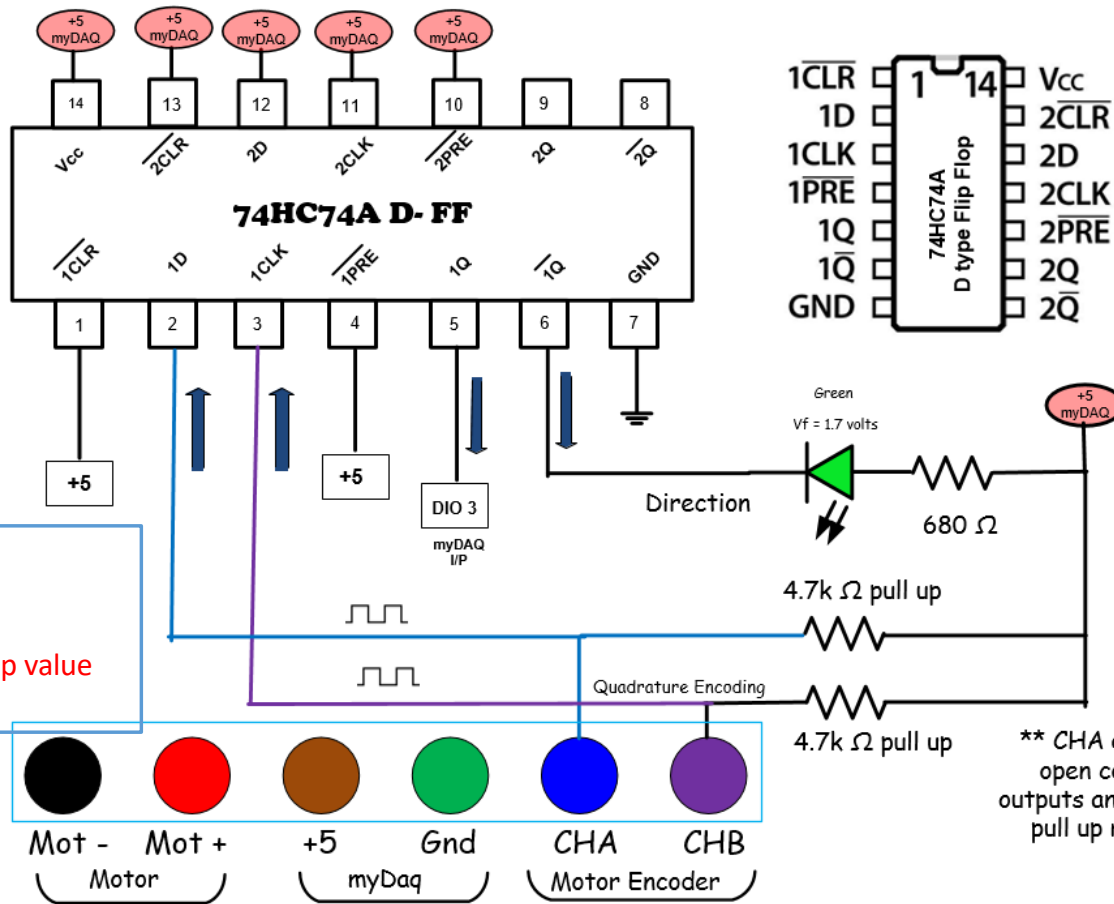 +5 myDAQ
+5 myDAQ
+5 myDAQ
+5 myDAQ
+5 myDAQ
14 13 12 11 10 9 8
Vcc 2CLR 2D 2CLK 2PRE 2Q 2Q
74HC74A D- FF
1CLR 1D 1CLK 1PRE 1Q 1Q GND
1 2 3 4 5 6 7
+5
+5
DIO 3
myDAQ
I/P
1CLR 1 14 Vcc
1D 2CLR
1CLK 2D
1PRE 2CLK
1Q 2PRE
1Q 2Q
GND 2Q
74HC74A
D type Flip Flop
Green
Vf = 1.7 volts
+5
myDAQ
Direction
680 Ω
4.7k Ω pull up
Quadrature Encoding
4.7k Ω pull up
p value
** CHA
open
outputs
pull up
Mot - Mot + +5 Gnd CHA CHB
Motor myDaq Motor Encoder